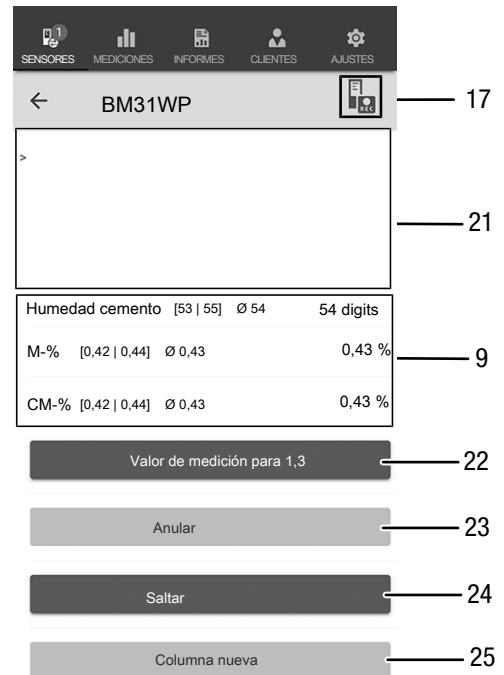 1
SENSORES MEDICIONES INFORMES CLIENTES AJUSTES
← BM31WP REC 17
>
21
Humedad cemento [53 | 55] Ø 54 54 digits
M-% [0,42 | 0,44] Ø 0,43 0,43 %
9
CM-% [0,42 | 0,44] Ø 0,43 0,43 %
Valor de medición para 1,3 22
Anular 23
Saltar 24
Columna nueva 25